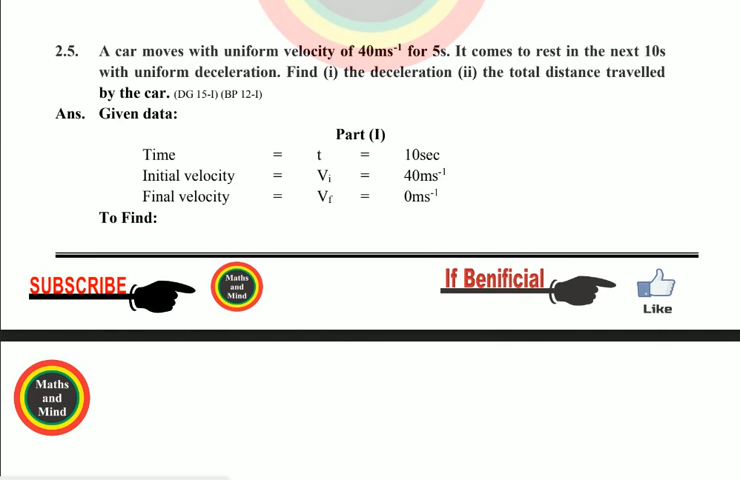 2.5. A car moves with uniform velocity of 40ms⁻¹ for 5s. It comes to rest in the next 10s
with uniform deceleration. Find (i) the deceleration (ii) the total distance travelled
by the car. (DG 15-I) (BP 12-I)
Ans. Given data:
Part (I)
Time = t = 10sec
Initial velocity = Vᵢ = 40ms⁻¹
Final velocity = V_f = 0ms⁻¹
To Find:
SUBSCRIBE
Maths
and
Mind
If Benificial
Like
Maths
and
Mind